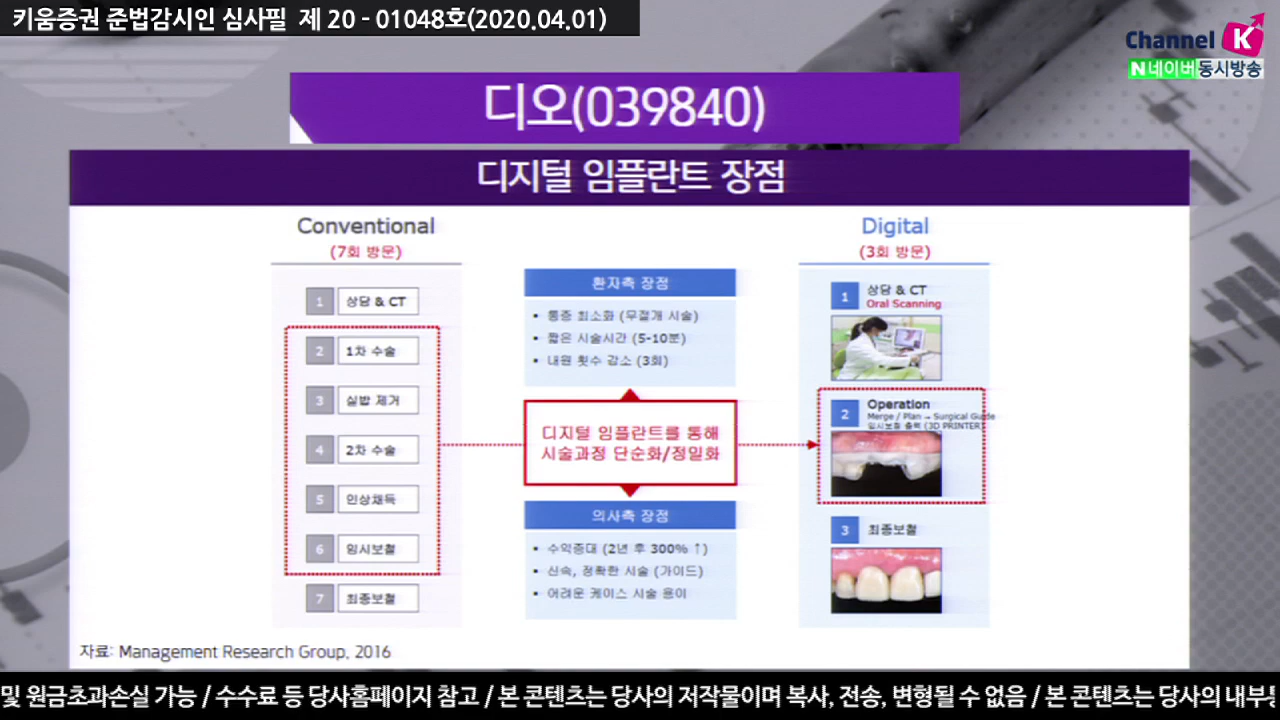 키움증권 준법감시인 심사필 제 20 - 01048호(2020.04.01)
Channel K
N 네이버 동시방송
디오(039840)
디지털 임플란트 장점
Conventional
(7회 방문)
1 상담 & CT
2 1차 수술
3 실밥 제거
4 2차 수술
5 인상채득
6 임시보철
7 최종보철
환자측 장점
• 통증 최소화 (무절개 시술)
• 짧은 시술시간 (5-10분)
• 내원 횟수 감소 (3회)
디지털 임플란트를 통해
시술과정 단순화/정밀화
의사측 장점
• 수익증대 (2년 후 300% ↑)
• 신속, 정확한 시술 (가이드)
• 어려운 케이스 시술 용이
Digital
(3회 방문)
1 상담 & CT
Oral Scanning
2 Operation
Merge / Plan → Surgical Guide
임시보철 출력 (3D PRINTER)
3 최종보철
자료: Management Research Group, 2016
및 원금초과손실 가능 / 수수료 등 당사홈페이지 참고 / 본 콘텐츠는 당사의 저작물이며 복사, 전송, 변형될 수 없음 / 본 콘텐츠는 당사의 내부